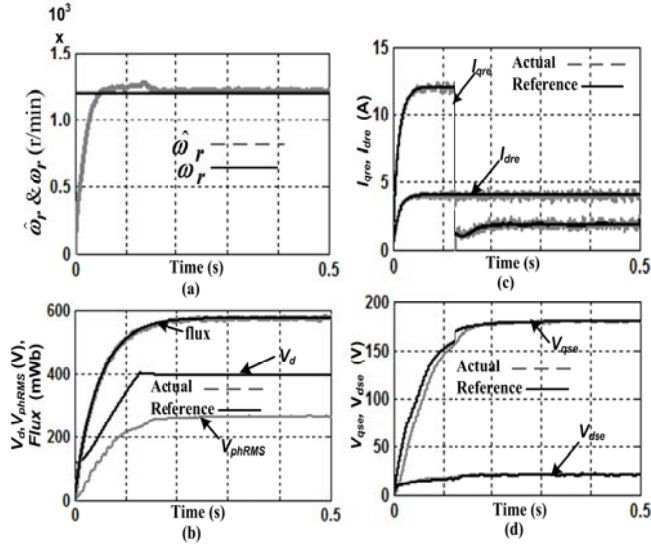 10³
x
1.5
1.0
0.5
0
0
0.5
ω̂r & ωr (r/min)
ω̂r
ωr
Time (s)
(a)
15
10
5
0
0
0.5
Iqre, Idre (A)
Actual
Reference
Iqre
Idre
Time (s)
(c)
600
400
200
0
0
0.5
Vd, VphRMS (V),
Flux (mWb)
flux
Vd
Actual
Reference
VphRMS
Time (s)
(b)
200
150
100
50
0
0
0.5
Vqse, Vdse (V)
Vqse
Actual
Reference
Vdse
Time (s)
(d)